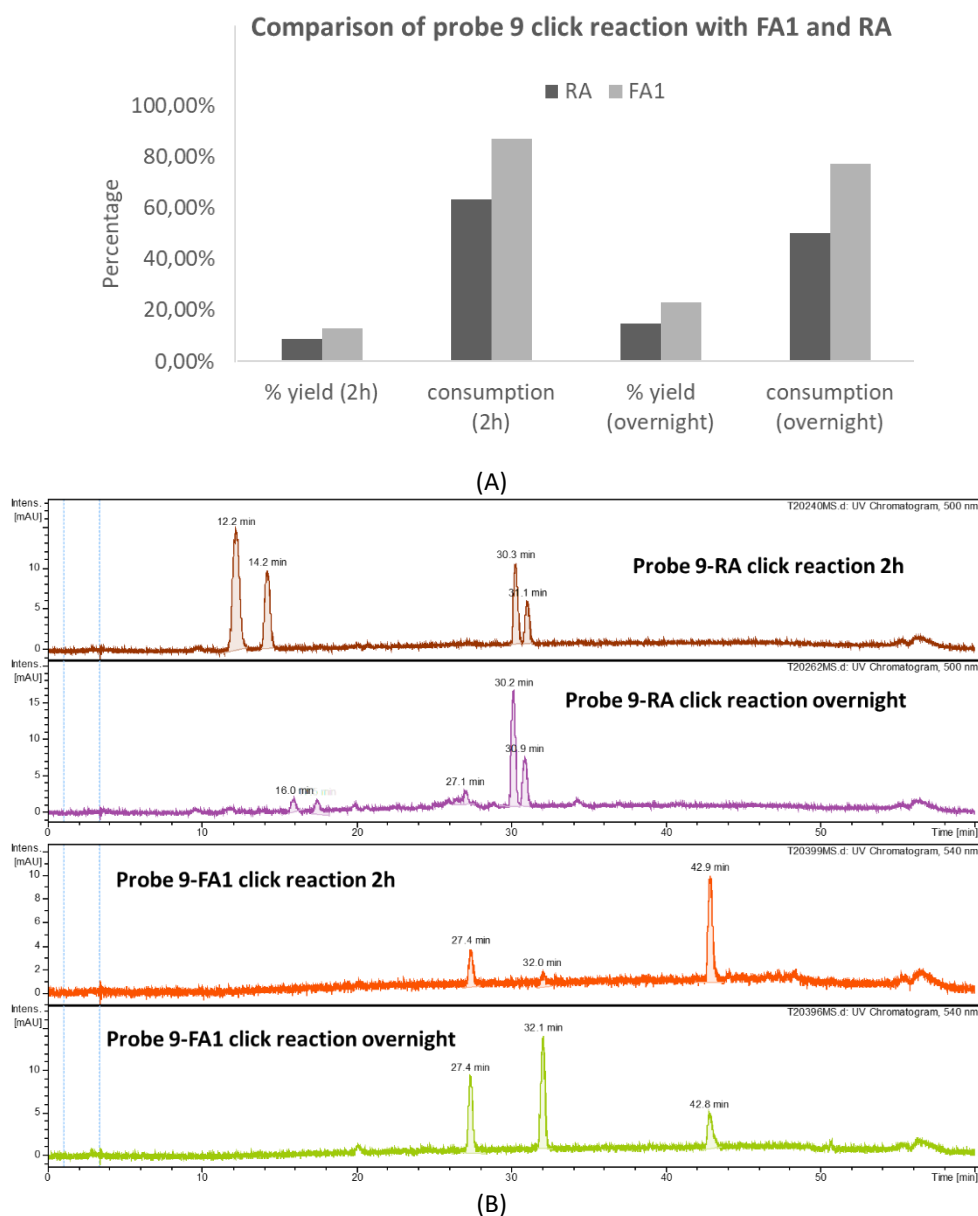 Comparison of probe 9 click reaction with FA1 and RA
RA FA1
100,00%
80,00%
60,00%
40,00%
20,00%
0,00%
Percentage
% yield (2h)
consumption
(2h)
% yield
(overnight)
consumption
(overnight)
(A)
Intens.
[mAU]
T20240MS.d: UV Chromatogram, 500 nm
12.2 min
14.2 min
30.3 min
31.1 min
Probe 9-RA click reaction 2h
10
5
0
Intens.
[mAU]
T20262MS.d: UV Chromatogram, 500 nm
30.2 min
Probe 9-RA click reaction overnight
15
10
5
0
30.9 min
27.1 min
16.0 min
min
0 10 20 30 40 50 Time [min]
Intens.
[mAU]
T20399MS.d: UV Chromatogram, 540 nm
Probe 9-FA1 click reaction 2h
42.9 min
27.4 min
32.0 min
10
8
6
4
2
0
Intens.
[mAU]
T20396MS.d: UV Chromatogram, 540 nm
Probe 9-FA1 click reaction overnight
32.1 min
27.4 min
42.8 min
10
5
0
0 10 20 30 40 50 Time [min]
(B)